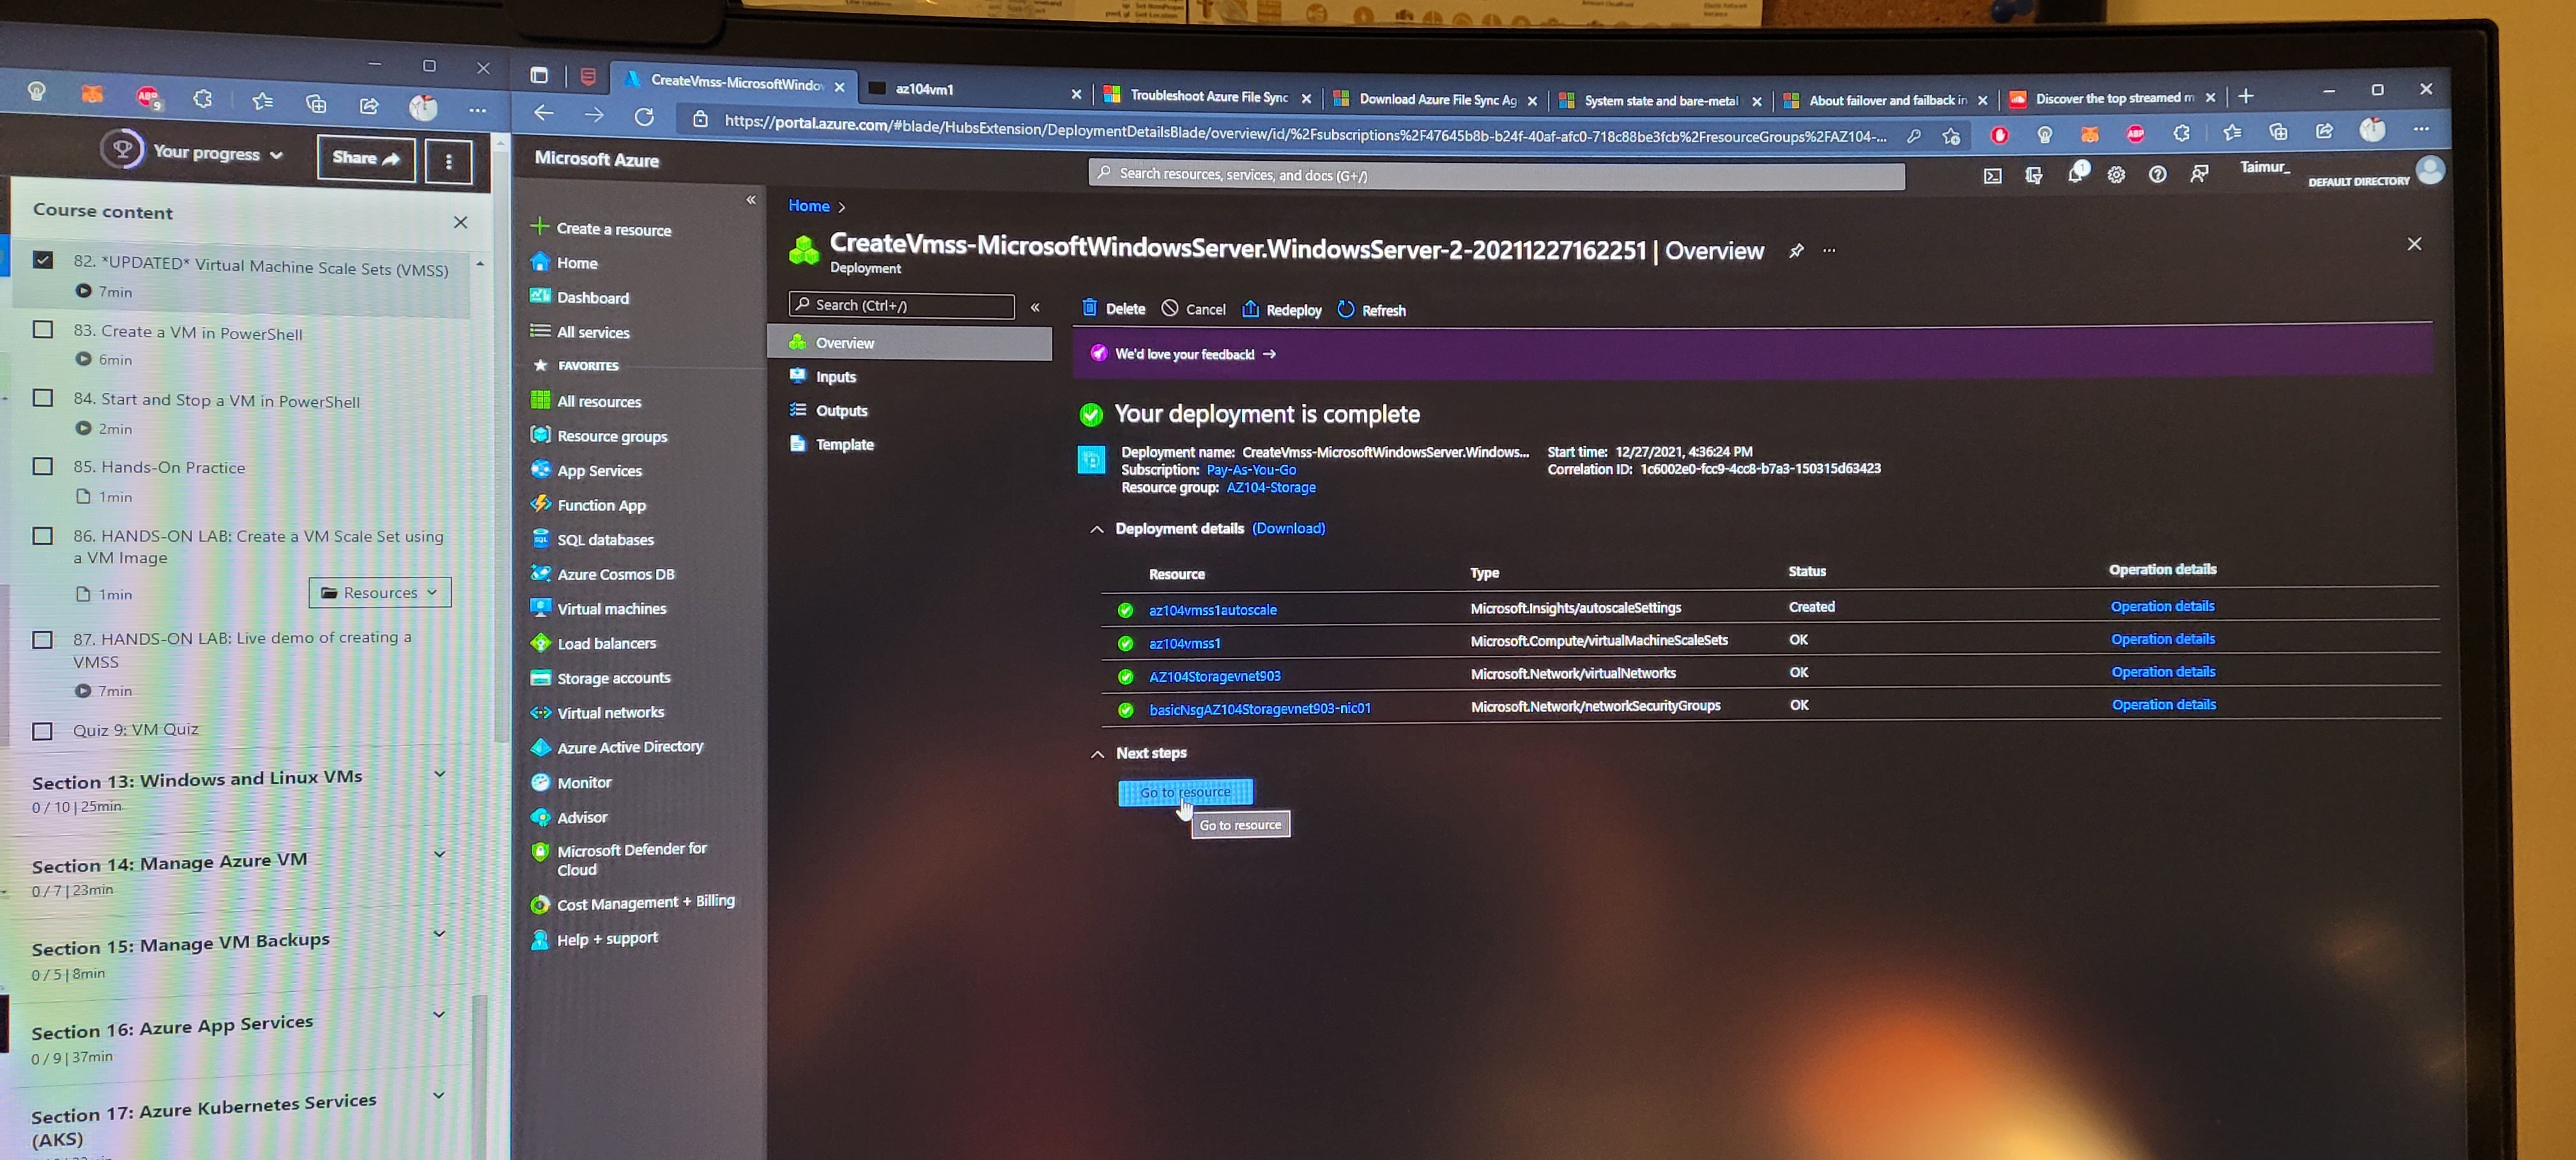 Your progress
Share
Course content
82. *UPDATED* Virtual Machine Scale Sets (VMSS)
7min
83. Create a VM in PowerShell
6min
84. Start and Stop a VM in PowerShell
2min
85. Hands-On Practice
1min
86. HANDS-ON LAB: Create a VM Scale Set using
a VM Image
1min
Resources
87. HANDS-ON LAB: Live demo of creating a
VMSS
7min
Quiz 9: VM Quiz
Section 13: Windows and Linux VMs
0 / 10 | 25min
Section 14: Manage Azure VM
0 / 7 | 23min
Section 15: Manage VM Backups
0 / 5 | 8min
Section 16: Azure App Services
0 / 9 | 37min
Section 17: Azure Kubernetes Services
(AKS)
CreateVmss-MicrosoftWindo
az104vm1
Troubleshoot Azure File Sync
Download Azure File Sync Ag
System state and bare-metal
About failover and failback in
Discover the top streamed m
https://portal.azure.com/#blade/HubsExtension/DeploymentDetailsBlade/overview/id/%2Fsubscriptions%2F47645b8b-b24f-40af-afc0-718c88be3fcb%2FresourceGroups%2FAZ104-...
ABP
9
ABP
Microsoft Azure
Search resources, services, and docs (G+/)
1
Taimur_
DEFAULT DIRECTORY
Create a resource
Home
Dashboard
All services
FAVORITES
All resources
Resource groups
App Services
Function App
SQL databases
Azure Cosmos DB
Virtual machines
Load balancers
Storage accounts
Virtual networks
Azure Active Directory
Monitor
Advisor
Microsoft Defender for
Cloud
Cost Management + Billing
Help + support
Home >
CreateVmss-MicrosoftWindowsServer.WindowsServer-2-20211227162251 | Overview
Deployment
Search (Ctrl+/)
Overview
Inputs
Outputs
Template
Delete Cancel Redeploy Refresh
We'd love your feedback! →
Your deployment is complete
Deployment name: CreateVmss-MicrosoftWindowsServer.Windows...
Subscription: Pay-As-You-Go
Resource group: AZ104-Storage
Start time: 12/27/2021, 4:36:24 PM
Correlation ID: 1c6002e0-fcc9-4cc8-b7a3-150315d63423
Deployment details (Download)
Resource Type Status Operation details
az104vmss1autoscale Microsoft.Insights/autoscaleSettings Created Operation details
az104vmss1 Microsoft.Compute/virtualMachineScaleSets OK Operation details
AZ104Storagevnet903 Microsoft.Network/virtualNetworks OK Operation details
basicNsgAZ104Storagevnet903-nic01 Microsoft.Network/networkSecurityGroups OK Operation details
Next steps
Go to resource
Go to resource